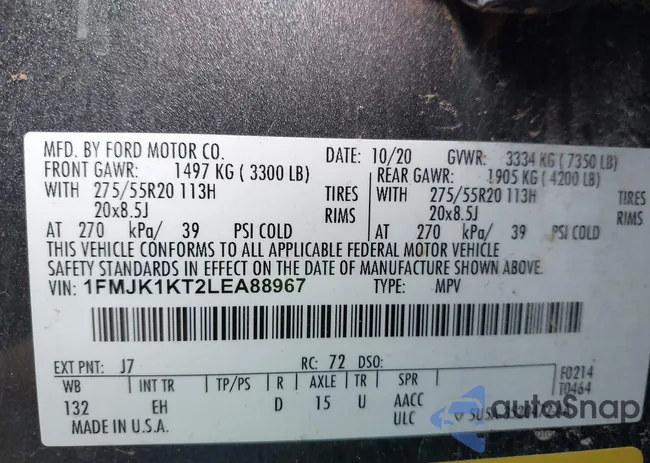 MFD. BY FORD MOTOR CO. DATE: 10/20 GVWR: 3334 KG ( 7350 LB)
FRONT GAWR: 1497 KG ( 3300 LB) REAR GAWR: 1905 KG ( 4200 LB)
WITH 275/55R20 113H TIRES WITH 275/55R20 113H TIRES
20x8.5J RIMS 20x8.5J RIMS
AT 270 kPa/ 39 PSI COLD AT 270 kPa/ 39 PSI COLD
THIS VEHICLE CONFORMS TO ALL APPLICABLE FEDERAL MOTOR VEHICLE
SAFETY STANDARDS IN EFFECT ON THE DATE OF MANUFACTURE SHOWN ABOVE.
VIN: 1FMJK1KT2LEA88967 TYPE: MPV
EXT PNT: J7 RC: 72 DSO: F0214
WB INT TR TP/PS R AXLE TR SPR T0464
132 EH D 15 U AACC
MADE IN U.S.A. ULC
autoSnap